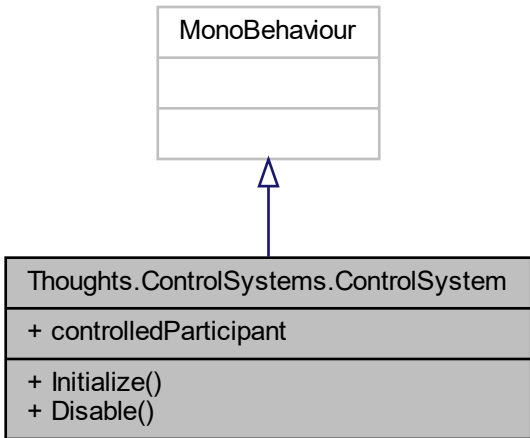 MonoBehaviour
Thoughts.ControlSystems.ControlSystem
+ controlledParticipant
+ Initialize()
+ Disable()